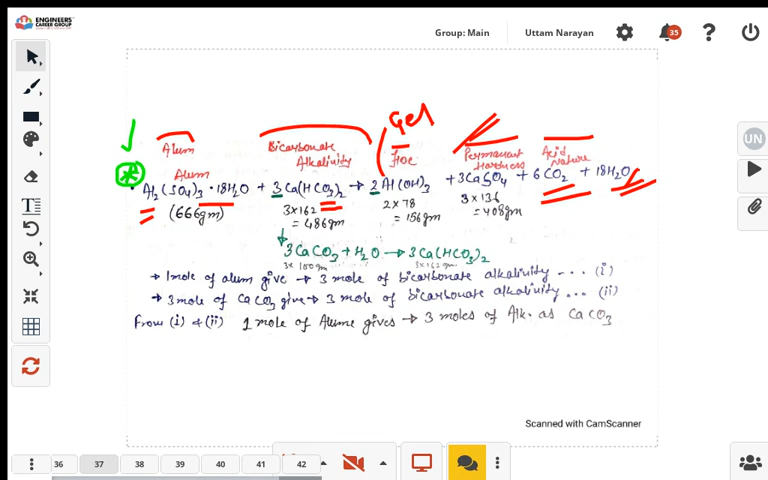 ENGINEERS
CAREER GROUP
Group: Main
Uttam Narayan
35
UN
Gel
Alum
Bicarbonate
Alkalinity
Floc
Permanant
Hardness
Acid
Nature
Alum
Al₂(SO₄)₃·18H₂O + 3Ca(HCO₃)₂ → 2Al(OH)₃ + 3CaSO₄ + 6CO₂ + 18H₂O
(666gm)
3×162
= 486gm
2 × 78
= 156gm
3 × 136
= 408gm
3CaCO₃ + H₂O → 3Ca(HCO₃)₂
3× 100gm
3×162gm
→ 1mole of alum give → 3 mole of bicarbonate alkalinity ... (i)
→ 3 mole of CaCO₃ give → 3 mole of bicarbonate alkalinity ... (ii)
From (i) & (ii) 1 mole of Alume gives → 3 moles of Alk. as CaCO₃
Scanned with CamScanner
36 37 38 39 40 41 42